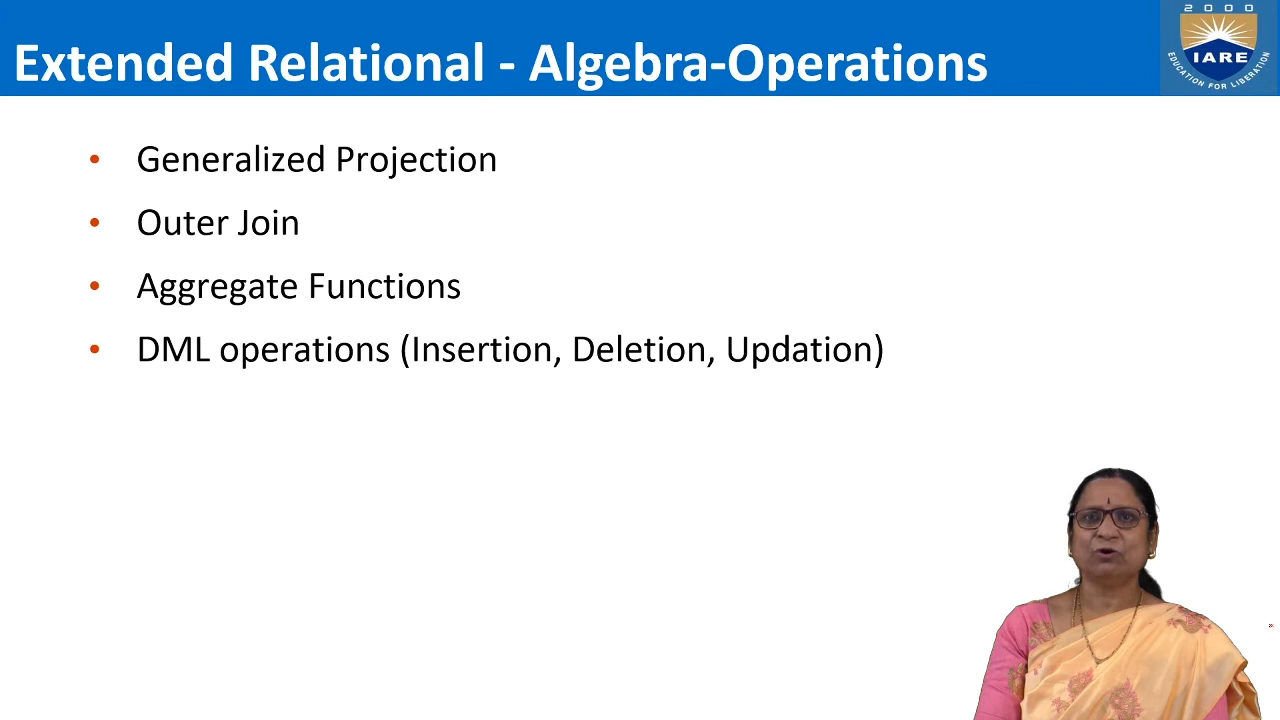 2000
IARE
EDUCATION FOR LIBERATION
Extended Relational - Algebra-Operations
• Generalized Projection
• Outer Join
• Aggregate Functions
• DML operations (Insertion, Deletion, Updation)